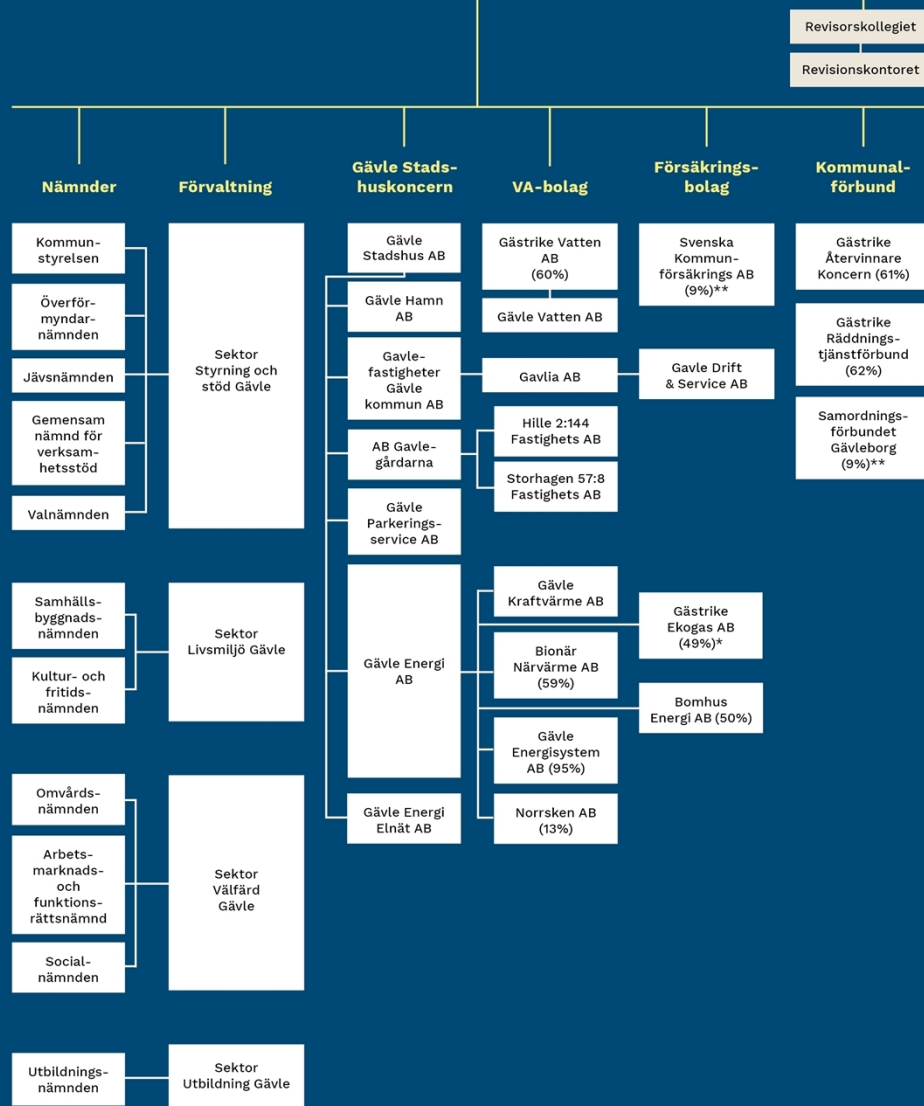 Revisorskollegiet
Revisionskontoret
Nämnder
Förvaltning
Gävle Stads-
huskoncern
VA-bolag
Försäkrings-
bolag
Kommunal-
förbund
Kommun-
styrelsen
Överför-
myndar-
nämnden
Jävsnämnden
Gemensam
nämnd för
verksam-
hetsstöd
Valnämnden
Sektor
Styrning och
stöd Gävle
Samhälls-
byggnads-
nämnden
Kultur- och
fritids-
nämnden
Sektor
Livsmiljö Gävle
Omvårds-
nämnden
Arbets-
marknads-
och
funktions-
rättsnämnd
Social-
nämnden
Sektor
Välfärd
Gävle
Utbildnings-
nämnden
Sektor
Utbildning Gävle
Gävle
Stadshus AB
Gävle Hamn
AB
Gavle-
fastigheter
Gävle
kommun AB
AB Gavle-
gårdarna
Gävle
Parkerings-
service AB
Gävle Energi
AB
Gävle Energi
Elnät AB
Gästrike Vatten
AB
(60%)
Gävle Vatten AB
Gavlia AB
Hille 2:144
Fastighets AB
Storhagen 57:8
Fastighets AB
Gävle
Kraftvärme AB
Bionär
Närvärme AB
(59%)
Gävle
Energisystem
AB (95%)
Norrsken AB
(13%)
Svenska
Kommun-
försäkrings AB
(9%)**
Gavle Drift
& Service AB
Gästrike
Ekogas AB
(49%)*
Bomhus
Energi AB (50%)
Gästrike
Återvinnare
Koncern (61%)
Gästrike
Räddnings-
tjänstförbund
(62%)
Samordnings-
förbundet
Gävleborg
(9%)**